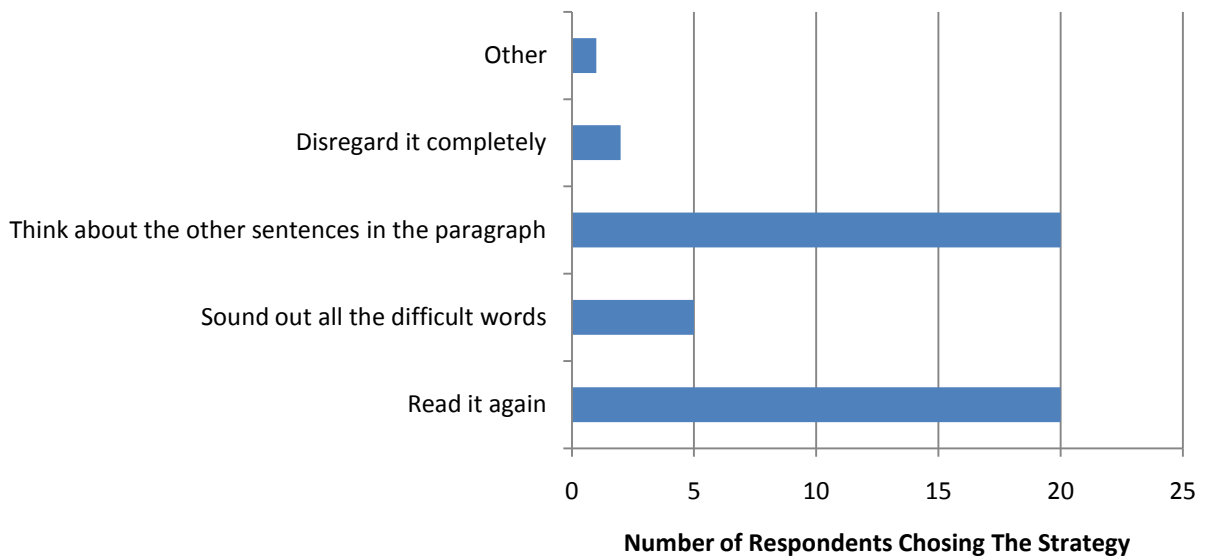 Other
Disregard it completely
Think about the other sentences in the paragraph
Sound out all the difficult words
Read it again
0 5 10 15 20 25
Number of Respondents Chosing The Strategy